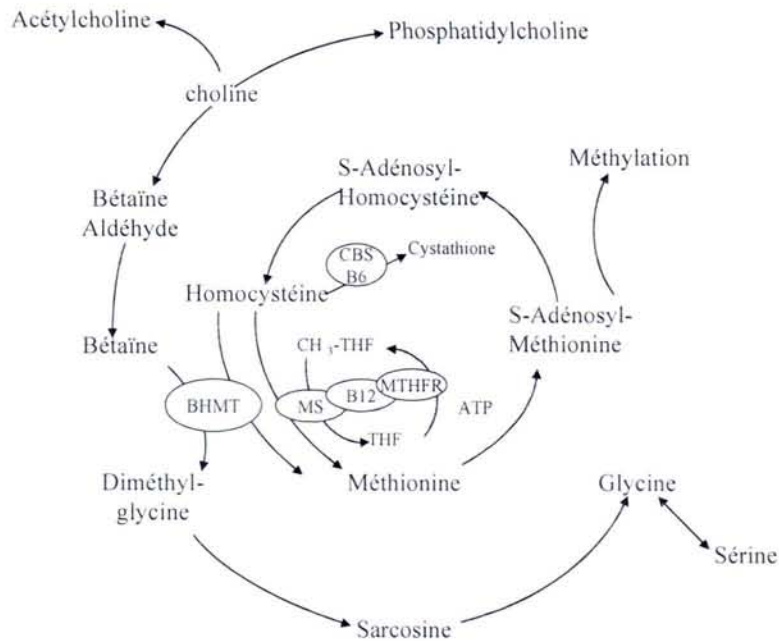 Acétylcholine
Phosphatidylcholine
choline
S-Adénosyl-
Homocystéine
Méthylation
Bétaïne
Aldéhyde
CBS
B6
Cystathione
Homocystéine
S-Adénosyl-
Méthionine
Bétaïne
CH 3-THF
MTHFR
B12
MS
ATP
BHMT
THF
Diméthyl-
glycine
Méthionine
Glycine
Sérine
Sarcosine